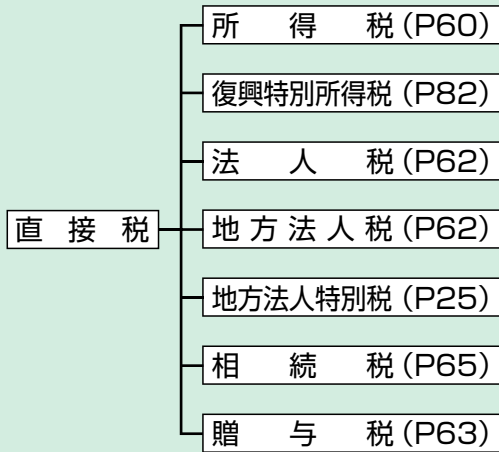 所得税(P60)
復興特別所得税(P82)
法人税(P62)
直接税
地方法人税(P62)
地方法人特別税(P25)
相続税(P65)
贈与税(P63)